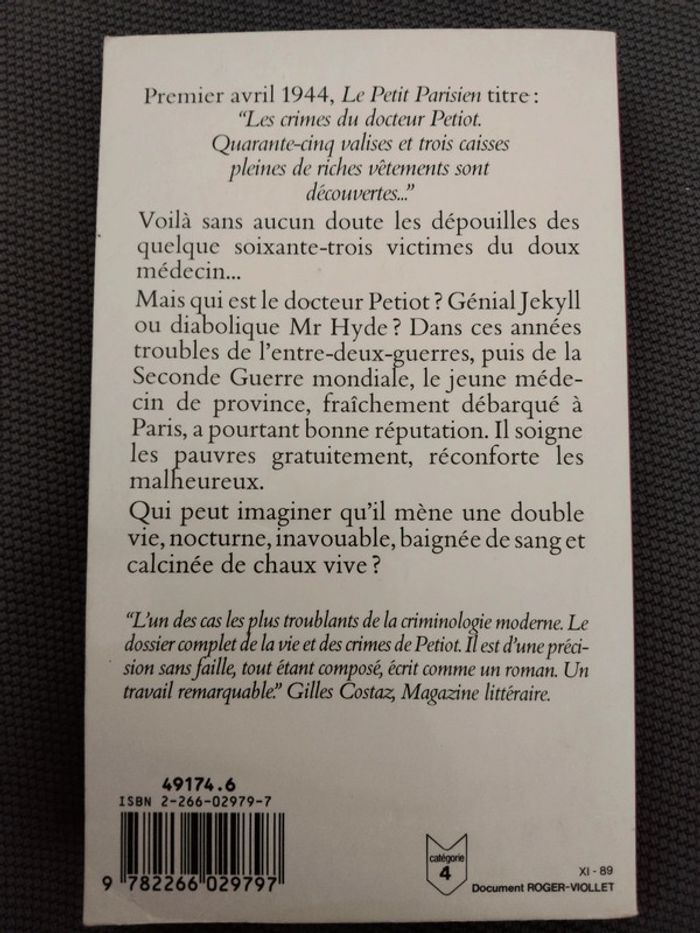 Premier avril 1944, Le Petit Parisien titre :
“Les crimes du docteur Petiot.
Quarante-cinq valises et trois caisses
pleines de riches vêtements sont
découvertes...”
Voilà sans aucun doute les dépouilles des
quelque soixante-trois victimes du doux
médecin...
Mais qui est le docteur Petiot ? Génial Jekyll
ou diabolique Mr Hyde ? Dans ces années
troubles de l'entre-deux-guerres, puis de la
Seconde Guerre mondiale, le jeune méde-
cin de province, fraîchement débarqué à
Paris, a pourtant bonne réputation. Il soigne
les pauvres gratuitement, réconforte les
malheureux.
Qui peut imaginer qu'il mène une double
vie, nocturne, inavouable, baignée de sang et
calcinée de chaux vive ?
“L'un des cas les plus troublants de la criminologie moderne. Le
dossier complet de la vie et des crimes de Petiot. Il est d'une préci-
sion sans faille, tout étant composé, écrit comme un roman. Un
travail remarquable.” Gilles Costaz, Magazine littéraire.
49174.6
ISBN 2-266-02979-7
9 782266 029797
catégorie
4
XI - 89
Document ROGER-VIOLLET